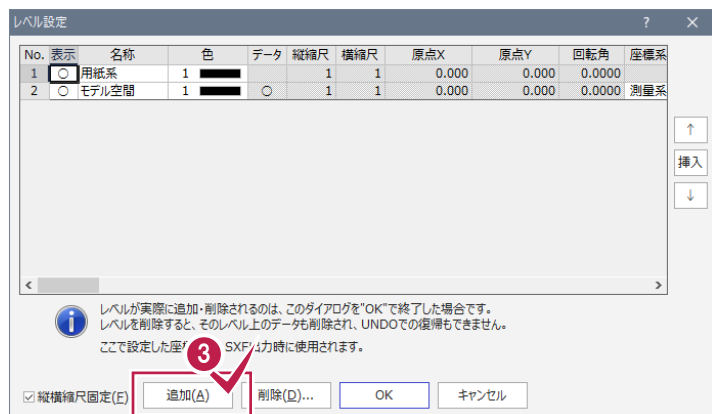 レベル設定 ? ×
No. 表示 名称 色 データ 縦縮尺 横縮尺 原点X 原点Y 回転角 座標系
1 ○ 用紙系 1 1 1 0.000 0.000 0.0000
2 ○ モデル空間 1 ○ 1 1 0.000 0.000 0.0000 測量系
↑
挿入
↓
レベルが実際に追加・削除されるのは、このダイアログを"OK"で終了した場合です。
レベルを削除すると、そのレベル上のデータも削除され、UNDOでの復帰もできません。
ここで設定した座 SXF出力時に使用されます。
3
縦横縮尺固定(F) 追加(A) 削除(D)... OK キャンセル